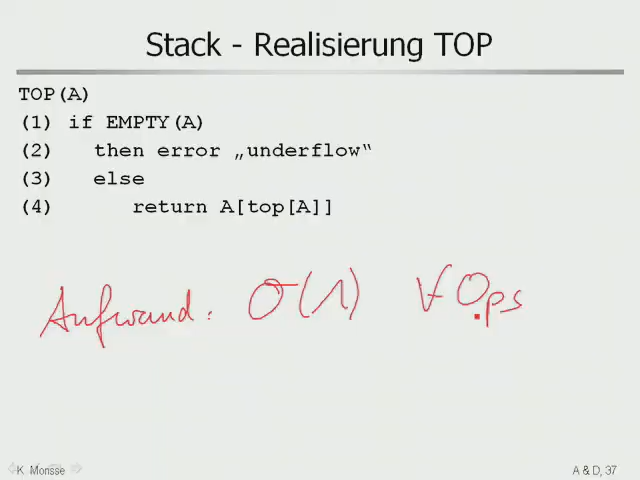 Stack - Realisierung TOP
TOP(A)
(1) if EMPTY(A)
(2) then error „underflow“
(3) else
(4) return A[top[A]]
Aufwand: O(1) ∀ Ops
K Morisse
A & D, 37